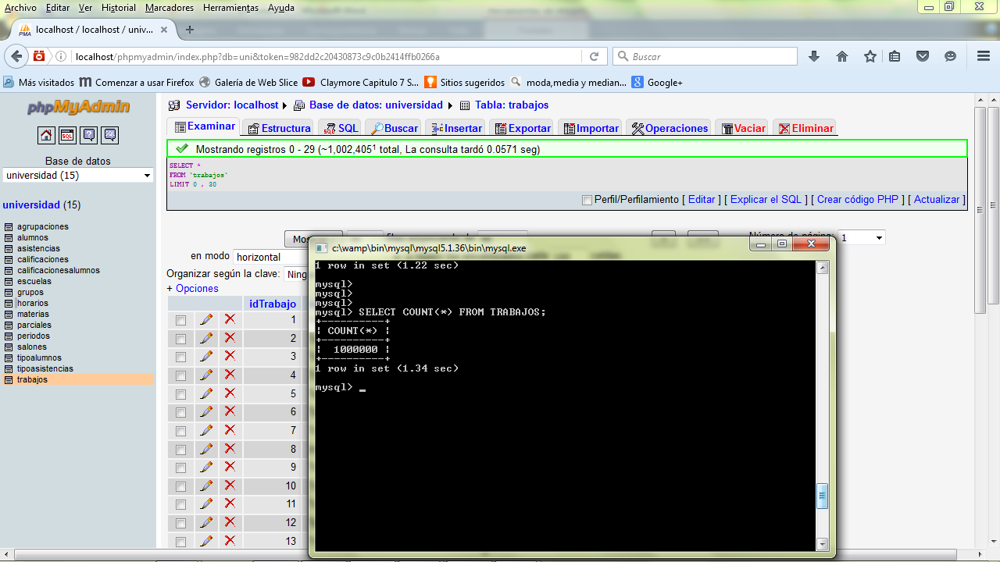 Archivo Editar Ver Historial Marcadores Herramientas Ayuda
localhost / localhost / univ...
localhost/phpmyadmin/index.php?db=uni&token=982dd2c20430873c9c0b2414ffb0266a
Buscar
Más visitados Comenzar a usar Firefox Galería de Web Slice Claymore Capitulo 7 S... Sitios sugeridos moda,media y median... Google+
phpMyAdmin
Base de datos
universidad (15)
universidad (15)
agrupaciones
alumnos
asistencias
calificaciones
calificacionesalumnos
escuelas
grupos
horarios
materias
parciales
periodos
salones
tipoalumnos
tipoasistencias
trabajos
Servidor: localhost Base de datos: universidad Tabla: trabajos
Examinar Estructura SQL Buscar Insertar Exportar Importar Operaciones Vaciar Eliminar
Mostrando registros 0 - 29 (~1,002,405¹ total, La consulta tardó 0.0571 seg)
SELECT *
FROM `trabajos`
LIMIT 0 , 30
Perfil/Perfilamiento [ Editar ] [ Explicar el SQL ] [ Crear código PHP ] [ Actualizar ]
Número de página: 1
en modo horizontal
Organizar según la clave:
+ Opciones
idTrabajo
1
2
3
4
5
6
7
8
9
10
11
12
13
c:\wamp\bin\mysql\mysql5.1.36\bin\mysql.exe
1 row in set (1.22 sec)
mysql>
mysql>
mysql>
mysql> SELECT COUNT(*) FROM TRABAJOS;
+----------+
¦ COUNT(*) ¦
+----------+
¦  1000000 ¦
+----------+
1 row in set (1.34 sec)
mysql> _